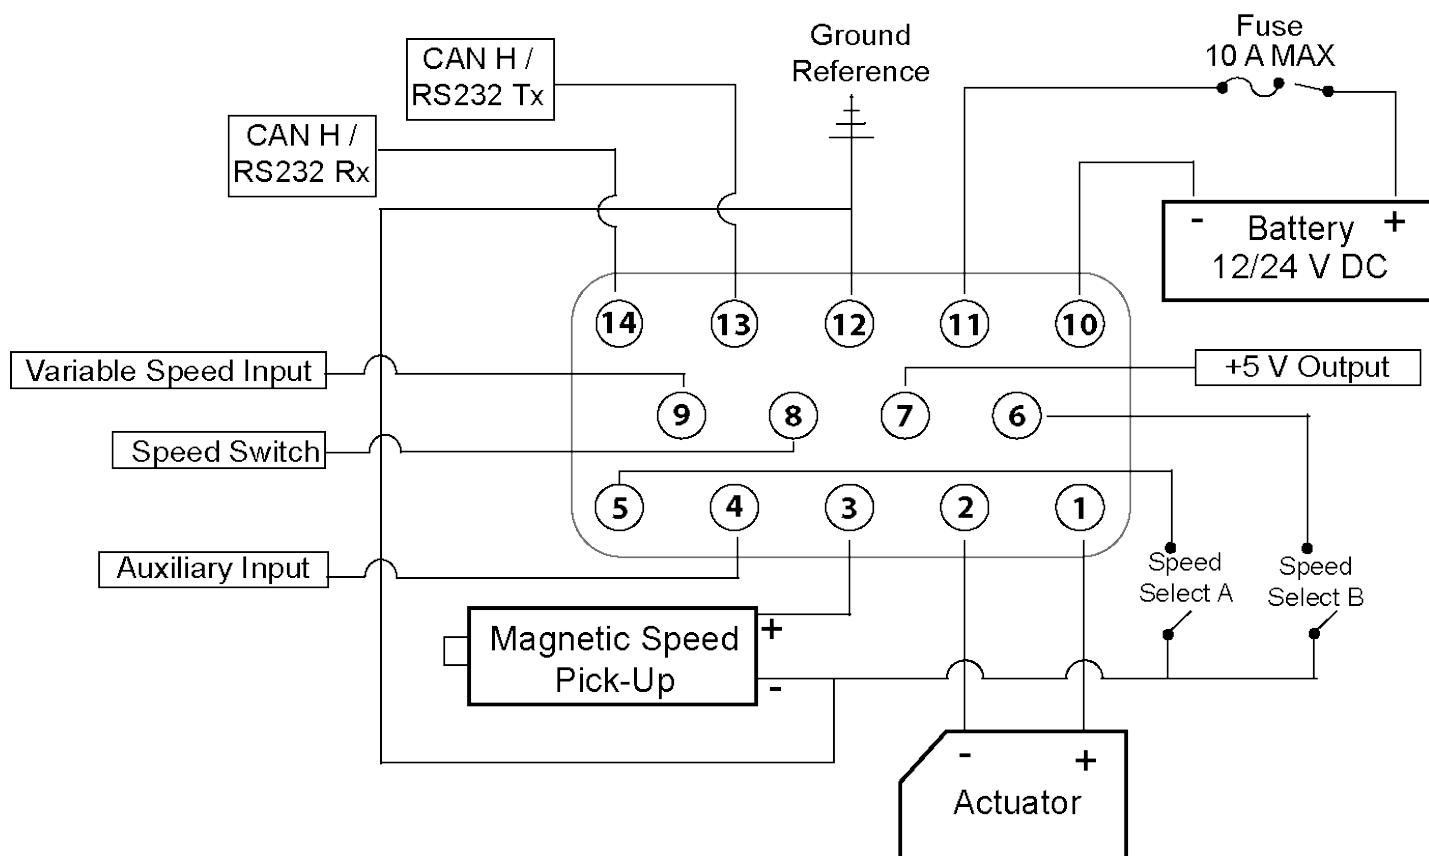 Fuse
10 A MAX
Ground
Reference
CAN H /
RS232 Tx
CAN H /
RS232 Rx
- Battery +
12/24 V DC
14 13 12 11 10
Variable Speed Input
+5 V Output
9 8 7 6
Speed Switch
5 4 3 2 1
Speed
Select A
Speed
Select B
Auxiliary Input
Magnetic Speed
Pick-Up
+
-
- +
Actuator